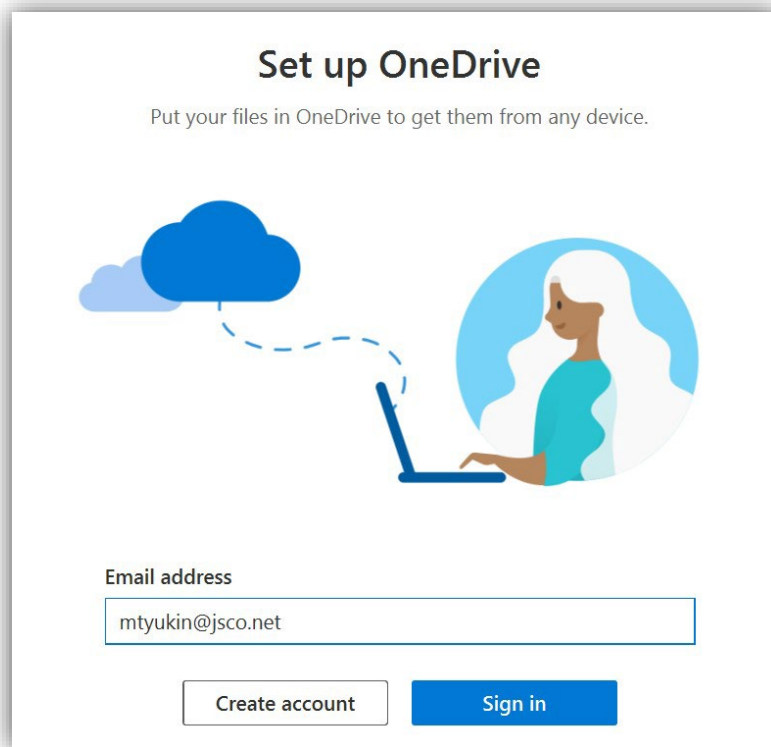 Set up OneDrive
Put your files in OneDrive to get them from any device.
Email address
mtyukin@jsco.net
Create account
Sign in